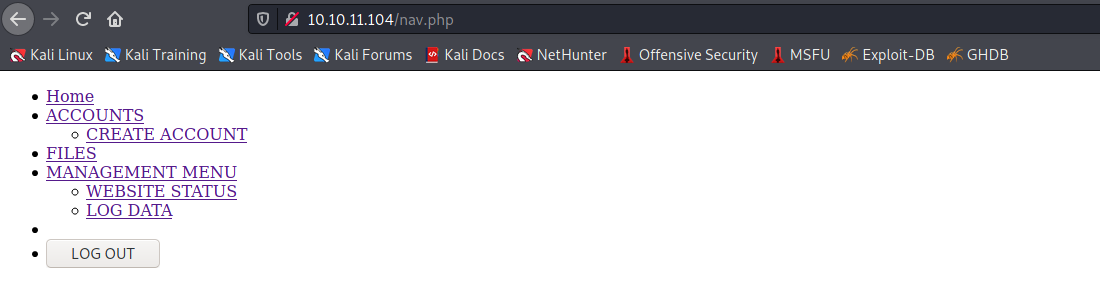 10.10.11.104/nav.php
Kali Linux Kali Training Kali Tools Kali Forums Kali Docs NetHunter Offensive Security MSFU Exploit-DB GHDB
Home
ACCOUNTS
CREATE ACCOUNT
FILES
MANAGEMENT MENU
WEBSITE STATUS
LOG DATA
LOG OUT